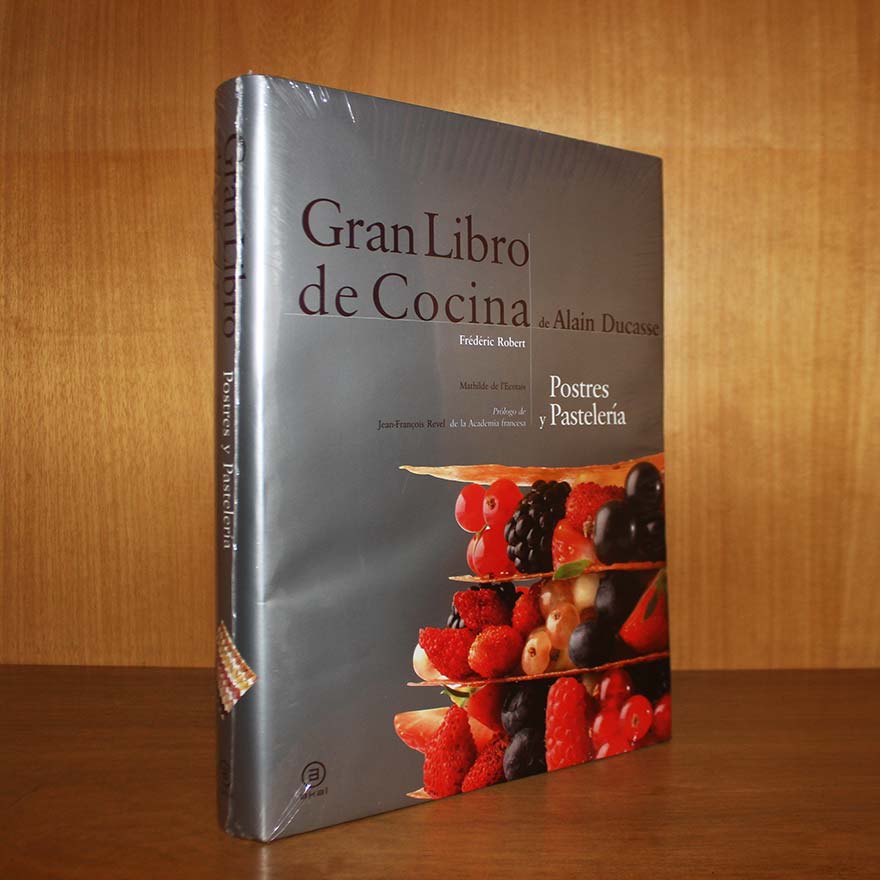 Gran Libro
de Cocina de Alain Ducasse
Frédéric Robert
Mathilde de l'Ecotais
Prólogo de
Jean-François Revel de la Academia francesa
Postres
y Pastelería
akal
Gran Libro
Postres y Pastelería